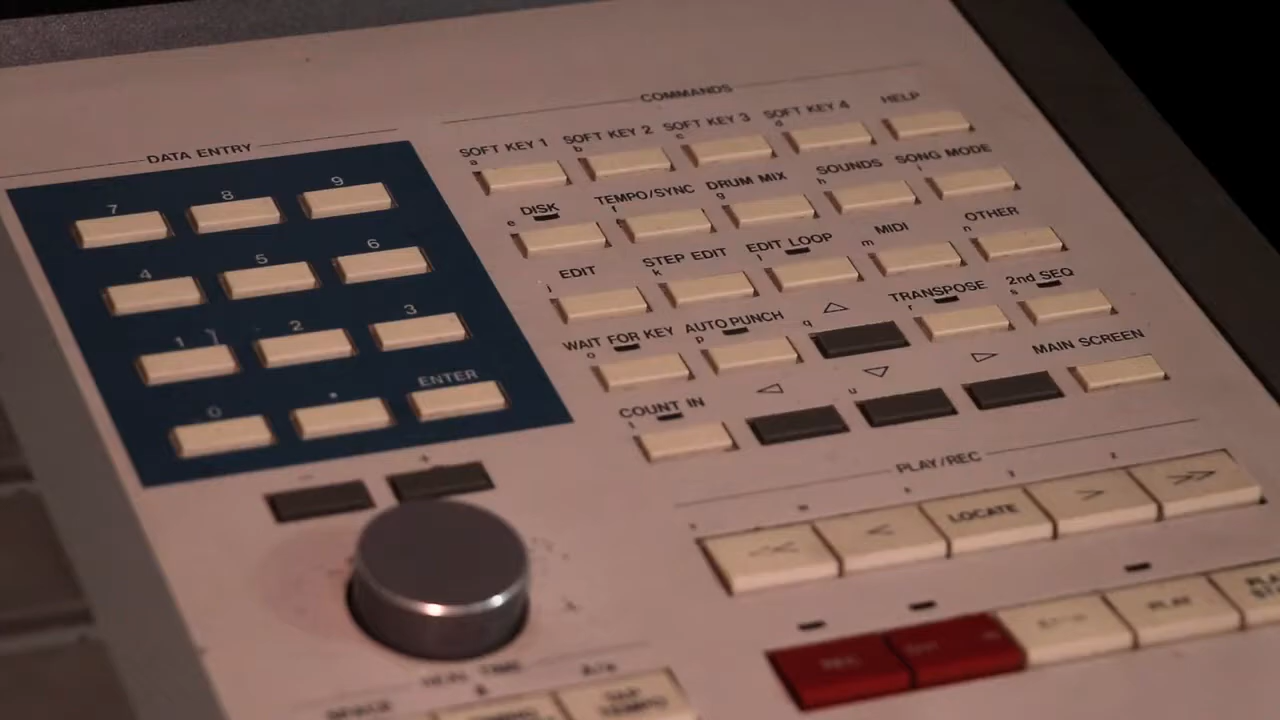 COMMANDS
DATA ENTRY
SOFT KEY 1 SOFT KEY 2 SOFT KEY 3 SOFT KEY 4 HELP
a b c d
7 8 9
DISK TEMPO/SYNC DRUM MIX SOUNDS SONG MODE
e f g h i
4 5 6
EDIT STEP EDIT EDIT LOOP MIDI OTHER
j k l m n
1 2 3
WAIT FOR KEY AUTO PUNCH TRANSPOSE 2nd SEQ
o p q r s
0 . ENTER
COUNT IN MAIN SCREEN
t u
- +
PLAY/REC
<< < LOCATE > >>
REC PLAY
TAP
TEMPO